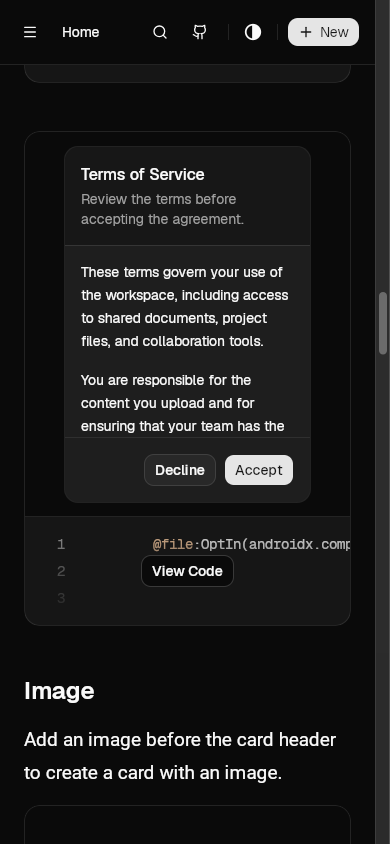 Home
New
Terms of Service
Review the terms before
accepting the agreement.
These terms govern your use of
the workspace, including access
to shared documents, project
files, and collaboration tools.
You are responsible for the
content you upload and for
ensuring that your team has the
Decline
Accept
1 @file:OptIn(androidx.comp
2
View Code
3
Image
Add an image before the card header
to create a card with an image.